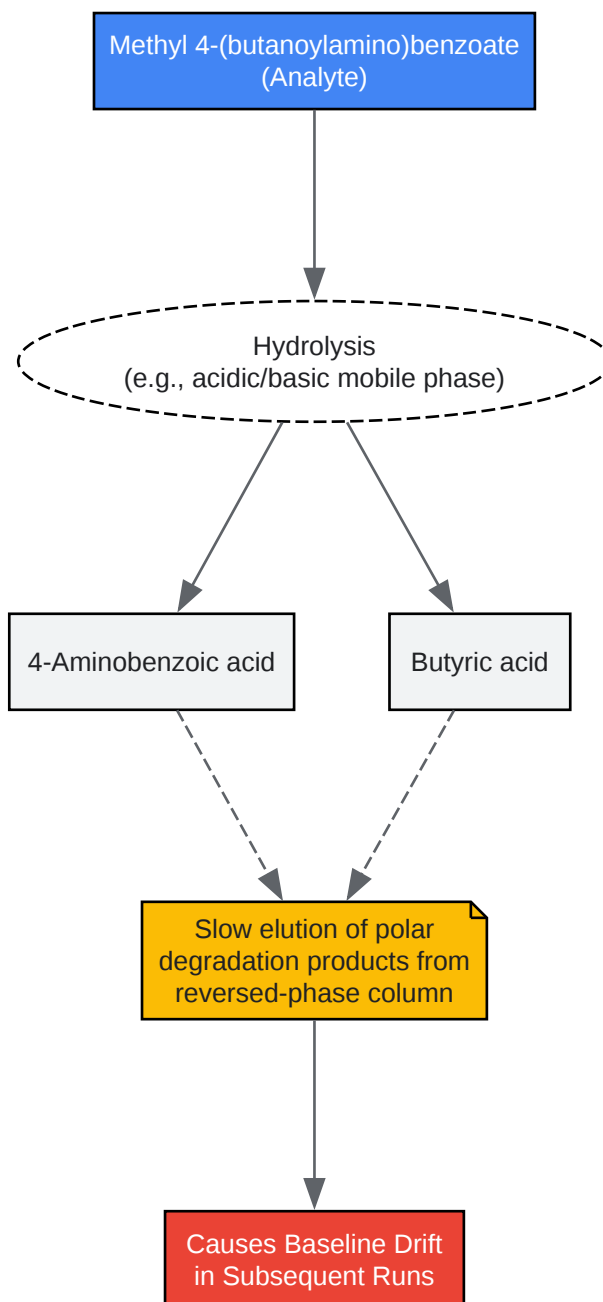 Methyl 4-(butanoylamino)benzoate
(Analyte)
Hydrolysis
(e.g., acidic/basic mobile phase)
4-Aminobenzoic acid
Butyric acid
Slow elution of polar
degradation products from
reversed-phase column
Causes Baseline Drift
in Subsequent Runs